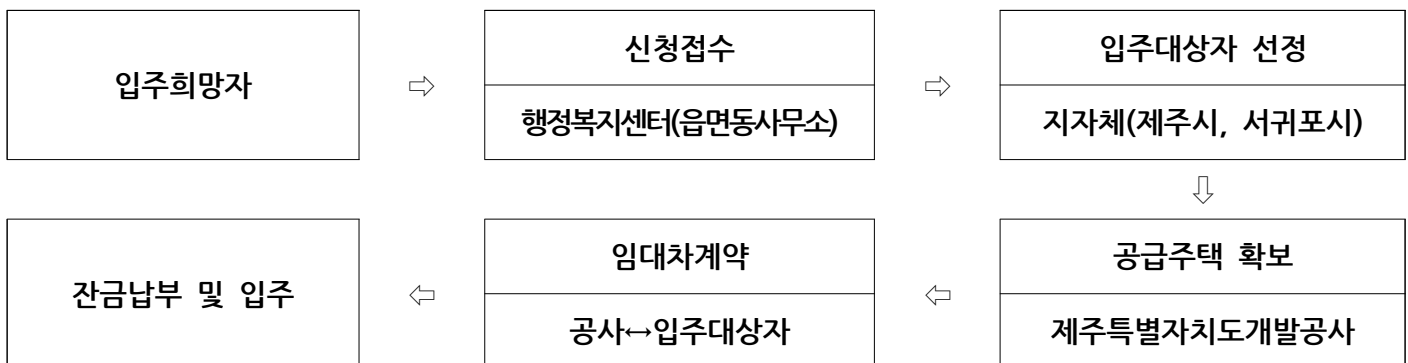 입주희망자
⇨
신청접수
행정복지센터(읍면동사무소)
⇨
입주대상자 선정
지자체(제주시, 서귀포시)
⇩
공급주택 확보
제주특별자치도개발공사
⇦
임대차계약
공사↔입주대상자
⇦
잔금납부 및 입주